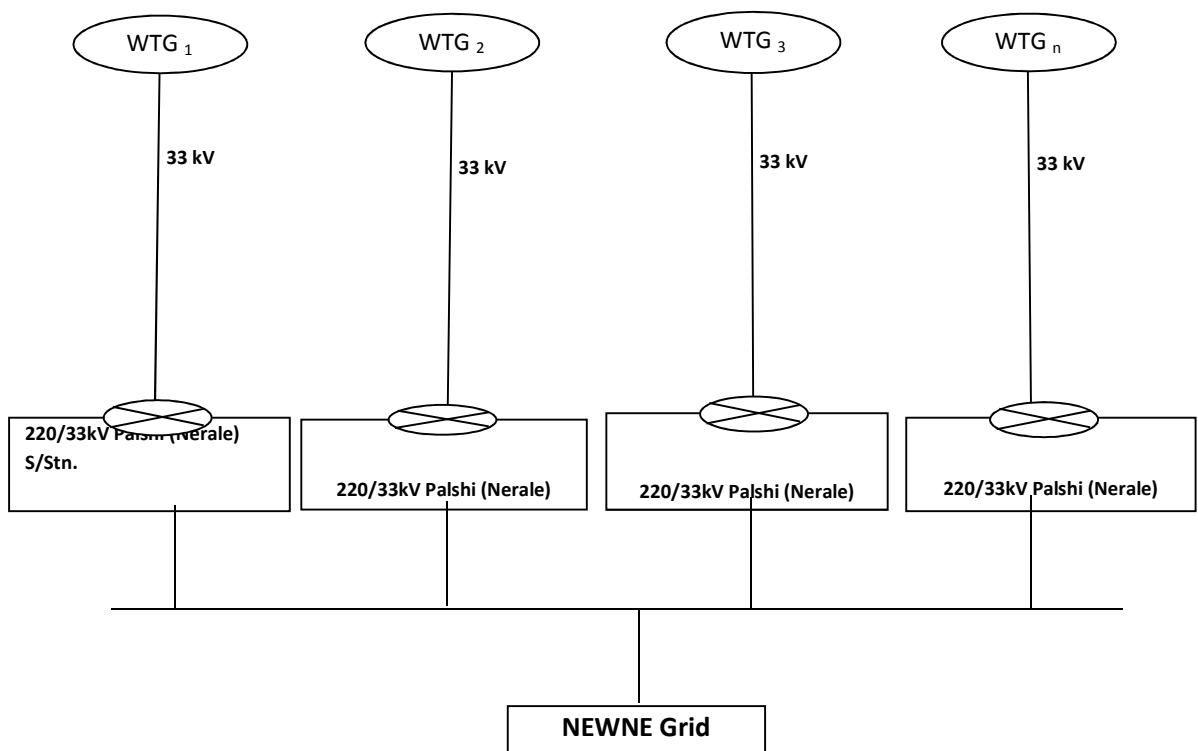 WTG 1
WTG 2
WTG 3
WTG n
33 kV
33 kV
33 kV
33 kV
220/33kV Palshi (Nerale)
S/Stn.
220/33kV Palshi (Nerale)
220/33kV Palshi (Nerale)
220/33kV Palshi (Nerale)
NEWNE Grid